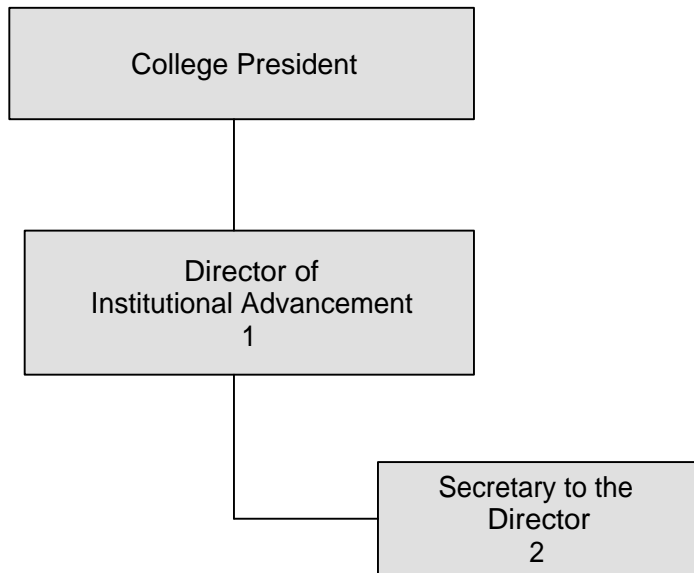 College President
Director of
Institutional Advancement
1
Secretary to the
Director
2